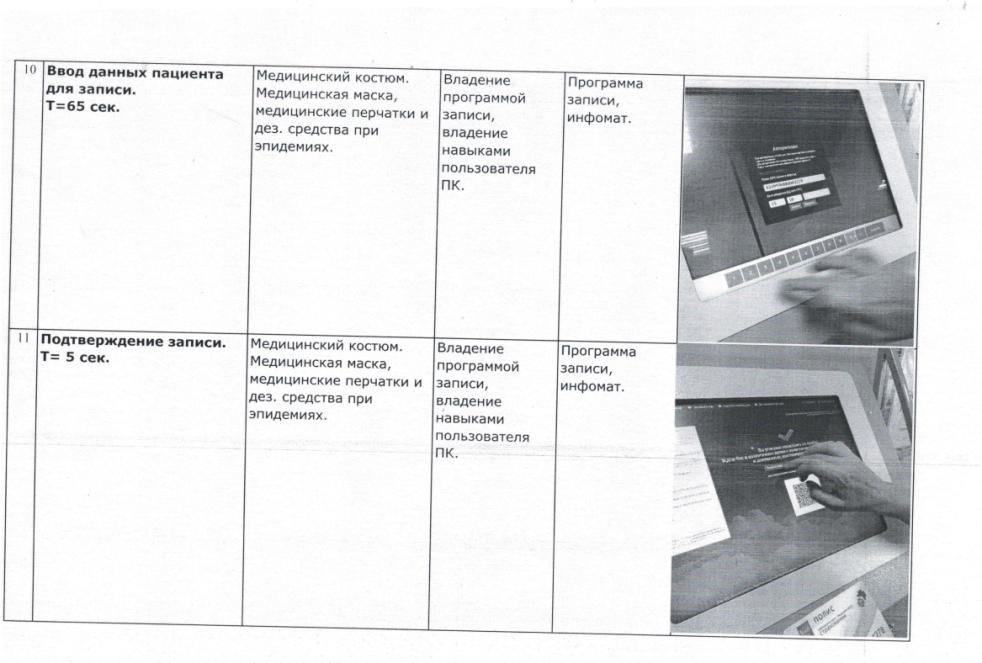 10
Ввод данных пациента
для записи.
Т=65 сек.
Медицинский костюм.
Медицинская маска,
медицинские перчатки и
дез. средства при
эпидемиях.
Владение
программой
записи,
владение
навыками
пользователя
ПК.
Программа
записи,
инфомат.
Авторизация
11
Подтверждение записи.
Т= 5 сек.
Медицинский костюм.
Медицинская маска,
медицинские перчатки и
дез. средства при
эпидемиях.
Владение
программой
записи,
владение
навыками
пользователя
ПК.
Программа
записи,
инфомат.
ПОЛИС